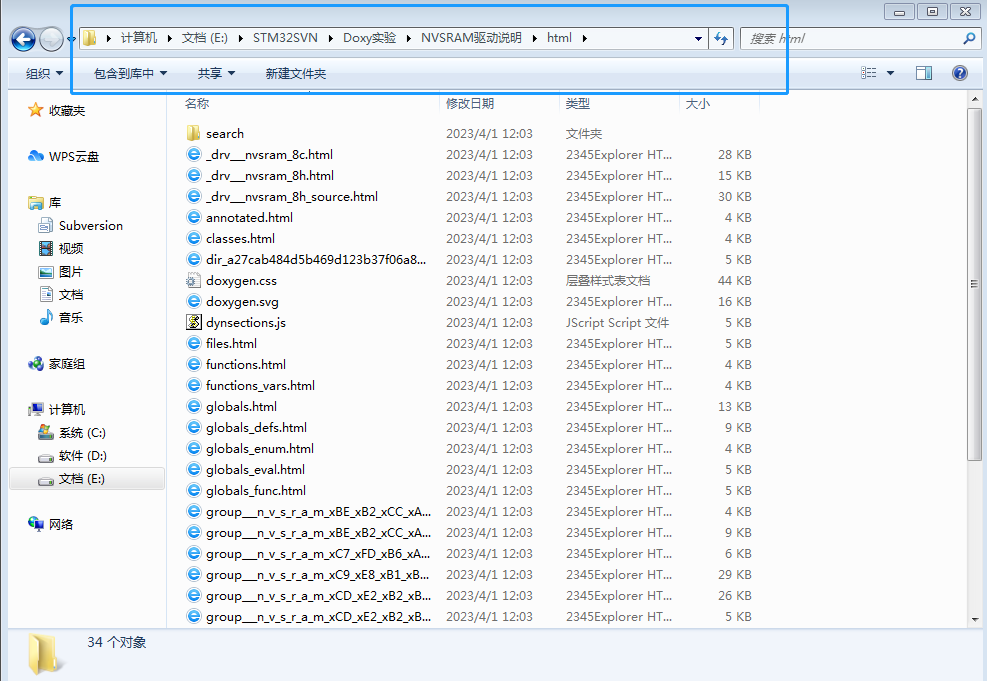 计算机 文档 (E:) STM32SVN Doxy实验 NVSRAM驱动说明 html 搜索 html
组织 包含到库中 共享 新建文件夹
名称 修改日期 类型 大小
收藏夹
WPS云盘
库
Subversion
视频
图片
文档
音乐
家庭组
计算机
系统 (C:)
软件 (D:)
文档 (E:)
网络
search 2023/4/1 12:03 文件夹
_drv___nvsram_8c.html 2023/4/1 12:03 2345Explorer HT... 28 KB
_drv___nvsram_8h.html 2023/4/1 12:03 2345Explorer HT... 15 KB
_drv___nvsram_8h_source.html 2023/4/1 12:03 2345Explorer HT... 30 KB
annotated.html 2023/4/1 12:03 2345Explorer HT... 4 KB
classes.html 2023/4/1 12:03 2345Explorer HT... 4 KB
dir_a27cab484d5b469d123b37f06a8... 2023/4/1 12:03 2345Explorer HT... 5 KB
doxygen.css 2023/4/1 12:03 层叠样式表文档 44 KB
doxygen.svg 2023/4/1 12:03 2345Explorer HT... 16 KB
dynsections.js 2023/4/1 12:03 JScript Script 文件 5 KB
files.html 2023/4/1 12:03 2345Explorer HT... 5 KB
functions.html 2023/4/1 12:03 2345Explorer HT... 4 KB
functions_vars.html 2023/4/1 12:03 2345Explorer HT... 4 KB
globals.html 2023/4/1 12:03 2345Explorer HT... 13 KB
globals_defs.html 2023/4/1 12:03 2345Explorer HT... 9 KB
globals_enum.html 2023/4/1 12:03 2345Explorer HT... 4 KB
globals_eval.html 2023/4/1 12:03 2345Explorer HT... 5 KB
globals_func.html 2023/4/1 12:03 2345Explorer HT... 5 KB
group__n_v_s_r_a_m_xBE_xB2_xCC_xA... 2023/4/1 12:03 2345Explorer HT... 4 KB
group__n_v_s_r_a_m_xBE_xB2_xCC_xA... 2023/4/1 12:03 2345Explorer HT... 9 KB
group__n_v_s_r_a_m_xC7_xFD_xB6_xA... 2023/4/1 12:03 2345Explorer HT... 6 KB
group__n_v_s_r_a_m_xC9_xE8_xB1_xB... 2023/4/1 12:03 2345Explorer HT... 29 KB
group__n_v_s_r_a_m_xCD_xE2_xB2_xB... 2023/4/1 12:03 2345Explorer HT... 26 KB
group__n_v_s_r_a_m_xCD_xE2_xB2_xB... 2023/4/1 12:03 2345Explorer HT... 5 KB
34 个对象